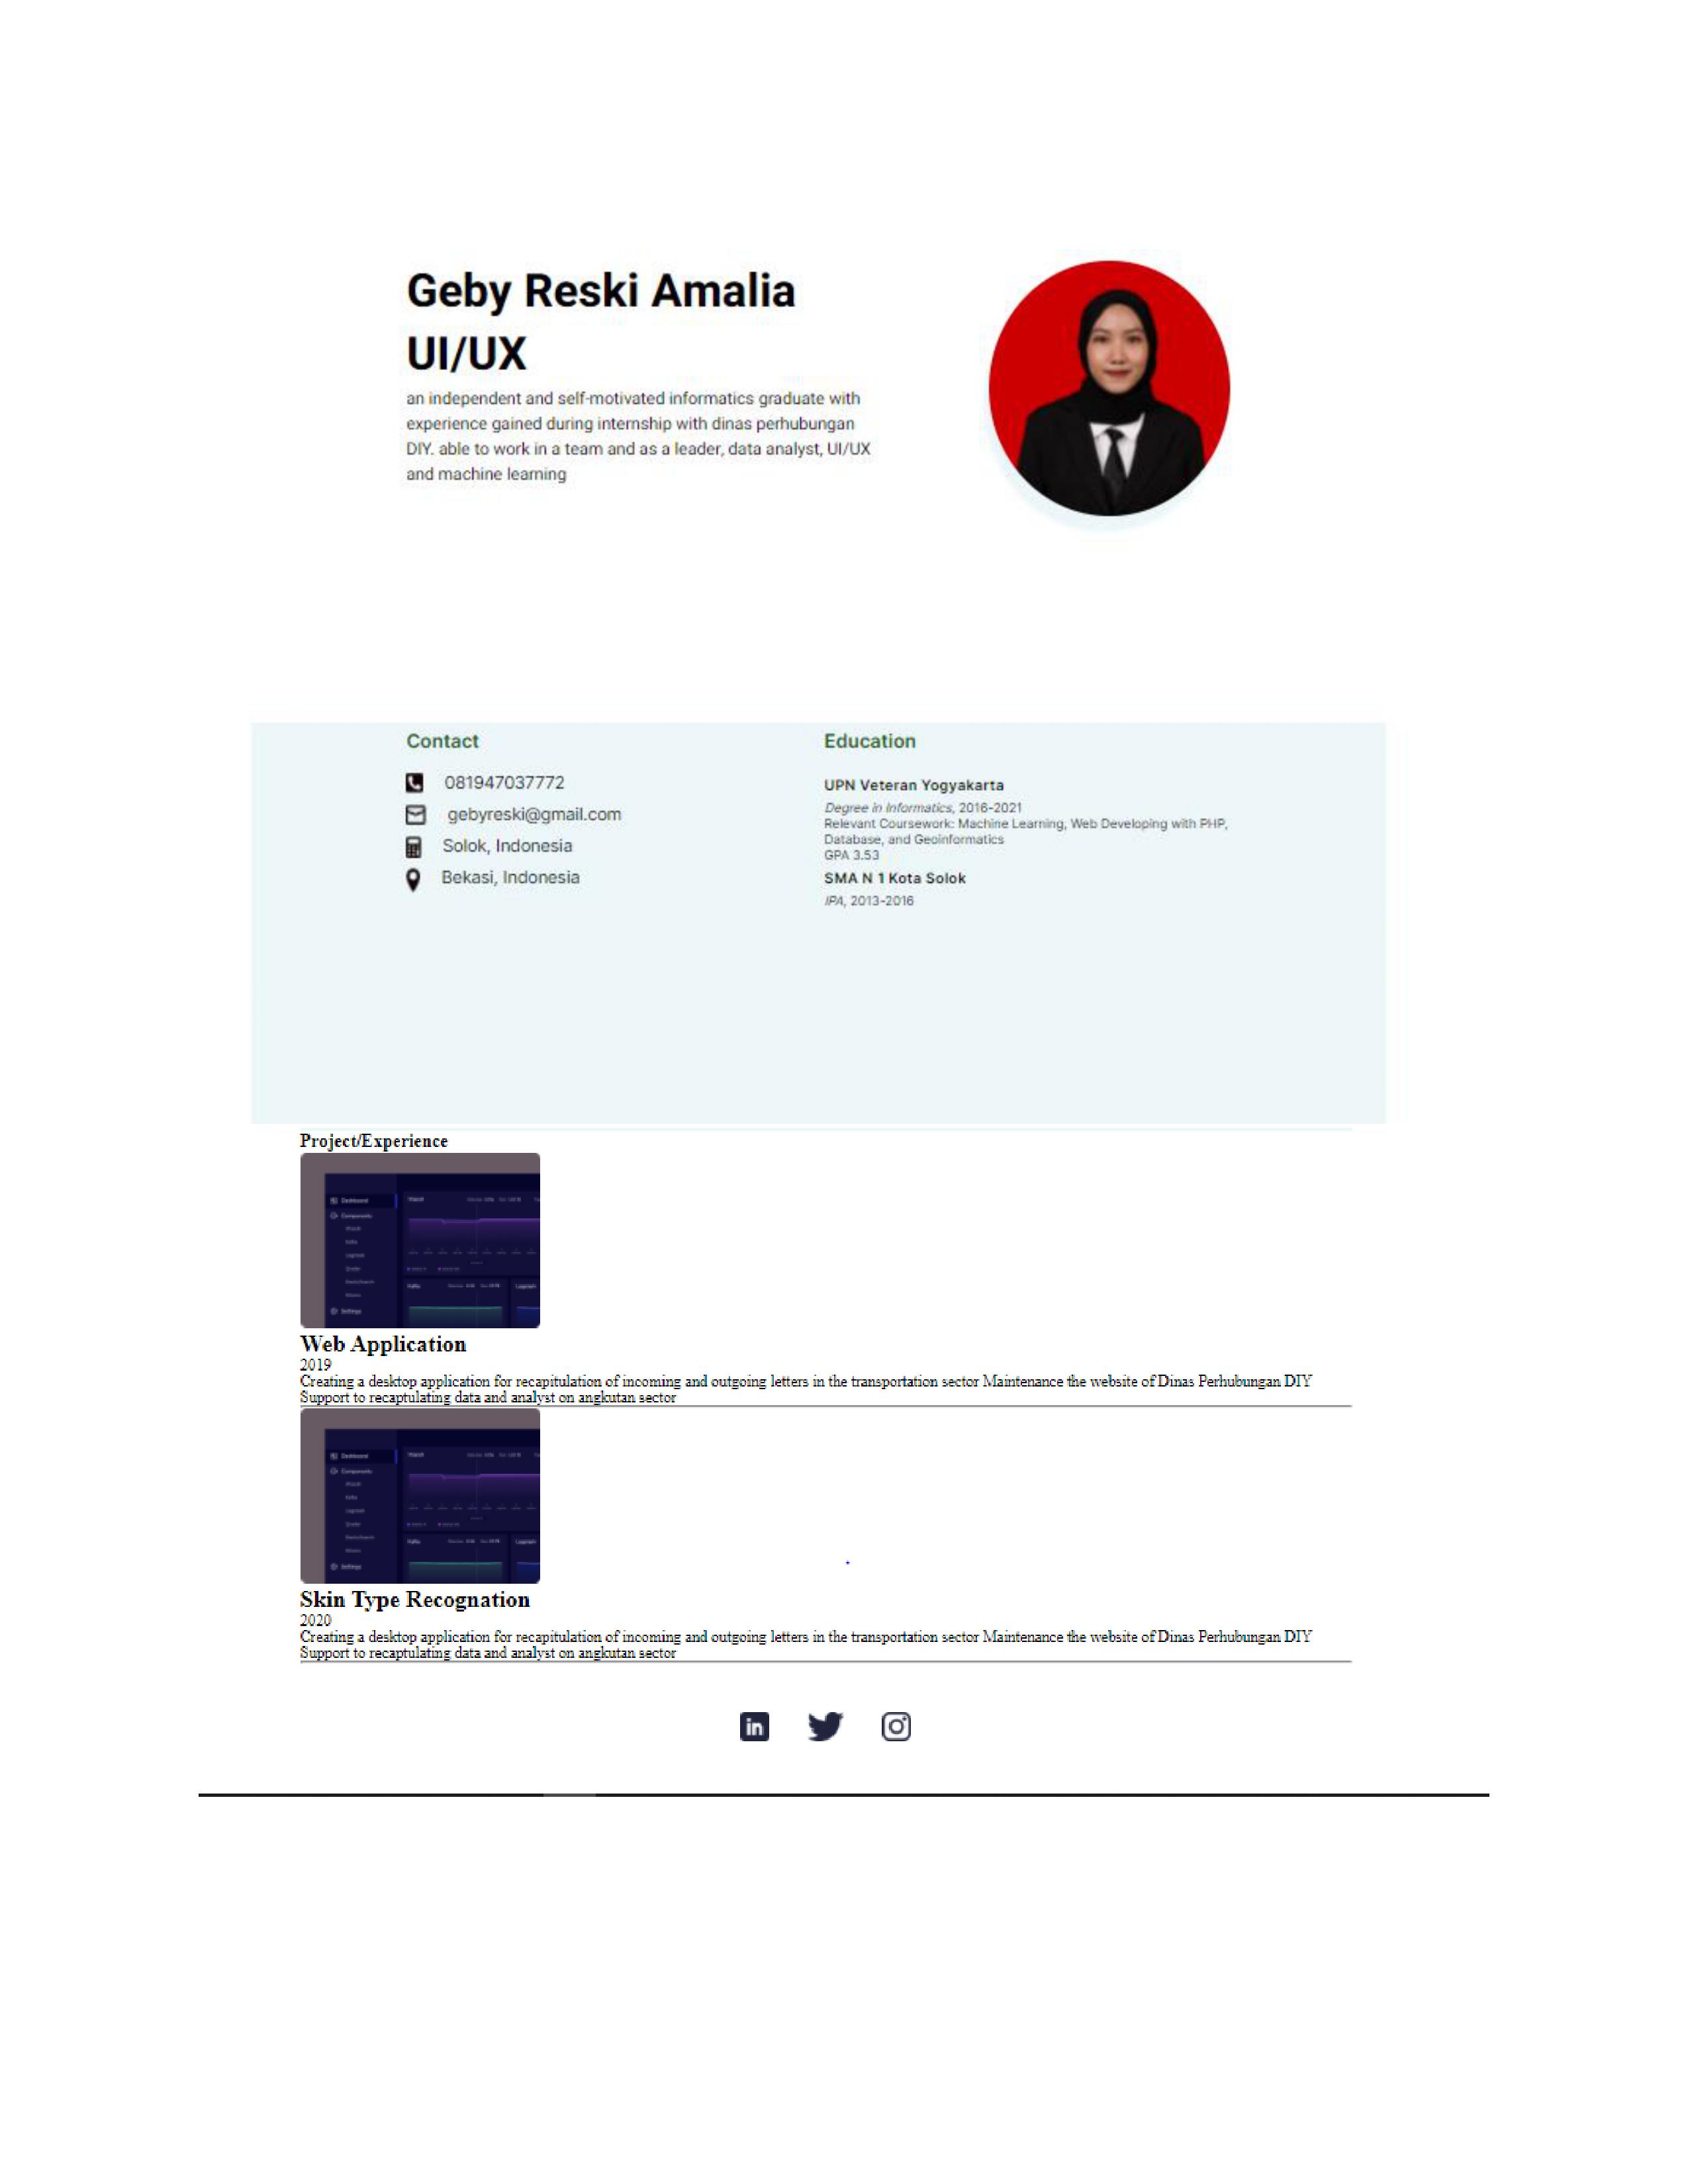 Geby Reski Amalia
UI/UX
an independent and self-motivated informatics graduate with
experience gained during internship with dinas perhubungan
DIY. able to work in a team and as a leader, data analyst, UI/UX
and machine learning
Contact
081947037772
gebyreski@gmail.com
Solok, Indonesia
Bekasi, Indonesia
Education
UPN Veteran Yogyakarta
Degree in Informatics, 2016-2021
Relevant Coursework: Machine Learning, Web Developing with PHP,
Database, and Geoinformatics
GPA 3.53
SMA N 1 Kota Solok
IPA, 2013-2016
Project/Experience
Dashboard
Components
Settings
Web Application
2019
Creating a desktop application for recapitulation of incoming and outgoing letters in the transportation sector Maintenance the website of Dinas Perhubungan DIY
Support to recaptulating data and analyst on angkutan sector
Dashboard
Components
Settings
Skin Type Recognation
2020
Creating a desktop application for recapitulation of incoming and outgoing letters in the transportation sector Maintenance the website of Dinas Perhubungan DIY
Support to recaptulating data and analyst on angkutan sector
in